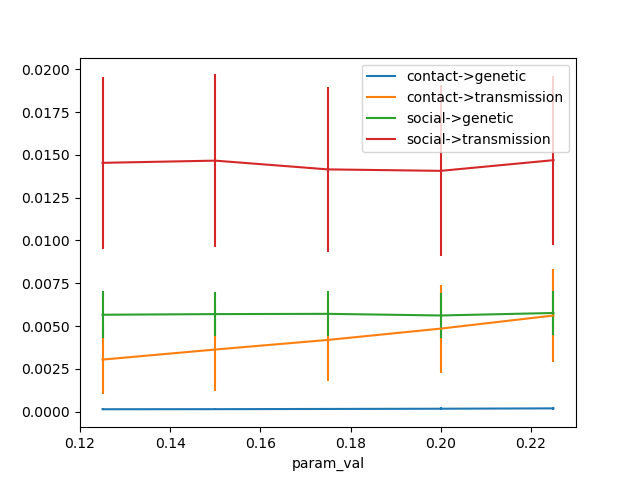 0.0200
0.0175
0.0150
0.0125
0.0100
0.0075
0.0050
0.0025
0.0000
contact->genetic
contact->transmission
social->genetic
social->transmission
0.12 0.14 0.16 0.18 0.20 0.22
param_val